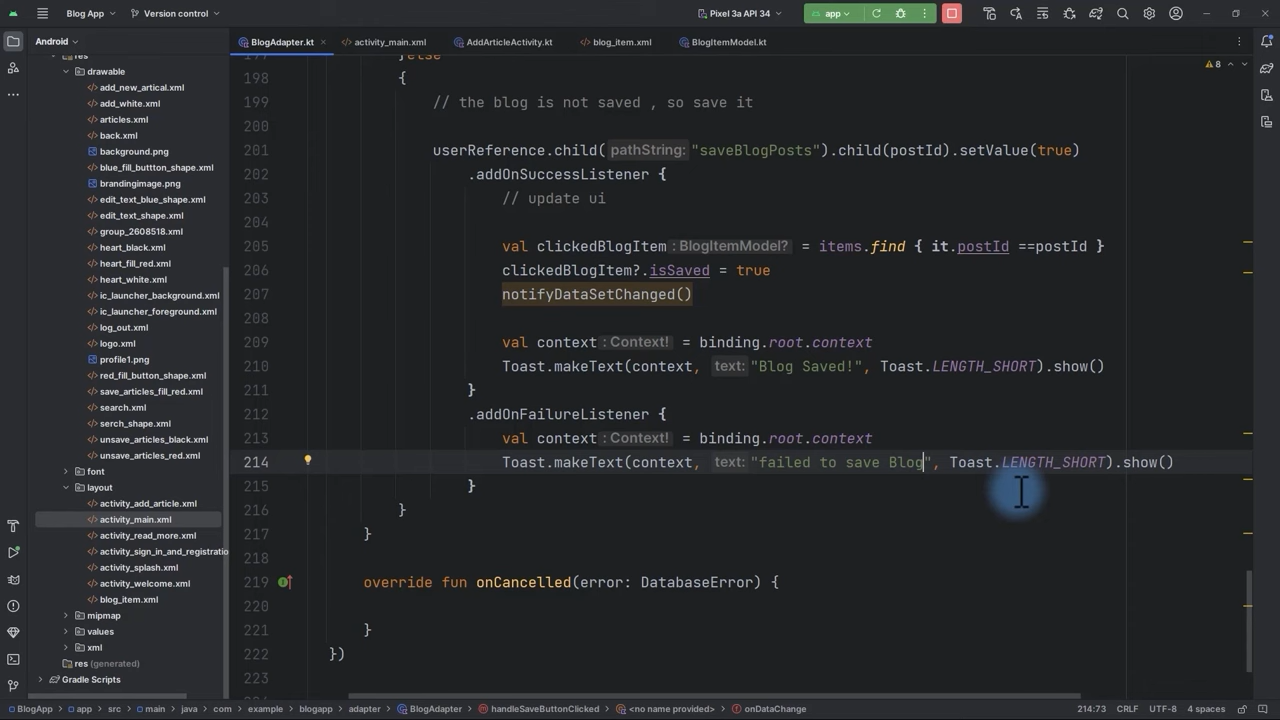 Blog App
Version control
Pixel 3a API 34
app
Android
BlogAdapter.kt
activity_main.xml
AddArticleActivity.kt
blog_item.xml
BlogItemModel.kt
8
drawable
add_new_artical.xml
add_white.xml
articles.xml
back.xml
background.png
blue_fill_buttton_shape.xml
brandingimage.png
edit_text_blue_shape.xml
edit_text_shape.xml
group_2608518.xml
heart_black.xml
heart_fill_red.xml
heart_white.xml
ic_launcher_background.xml
ic_launcher_foreground.xml
log_out.xml
logo.xml
profile1.png
red_fill_button_shape.xml
save_articles_fill_red.xml
search.xml
serch_shape.xml
unsave_articles_black.xml
unsave_articles_red.xml
font
layout
activity_add_article.xml
activity_main.xml
activity_read_more.xml
activity_sign_in_and_registratio
activity_splash.xml
activity_welcome.xml
blog_item.xml
mipmap
values
xml
res (generated)
Gradle Scripts
198 {
199 // the blog is not saved , so save it
200
201 userReference.child( pathString: "saveBlogPosts").child(postId).setValue(true)
202 .addOnSuccessListener {
203 // update ui
204
205 val clickedBlogItem : BlogItemModel? = items.find { it.postId ==postId }
206 clickedBlogItem?.isSaved = true
207 notifyDataSetChanged()
208
209 val context : Context! = binding.root.context
210 Toast.makeText(context, text: "Blog Saved!", Toast.LENGTH_SHORT).show()
211 }
212 .addOnFailureListener {
213 val context : Context! = binding.root.context
214 Toast.makeText(context, text: "failed to save Blog", Toast.LENGTH_SHORT).show()
215 }
216 }
217 }
218
219 override fun onCancelled(error: DatabaseError) {
220
221 }
222 })
223
BlogApp > app > src > main > java > com > example > blogapp > adapter > BlogAdapter > handleSaveButtonClicked > <no name provided> > onDataChange
214:73 CRLF UTF-8 4 spaces